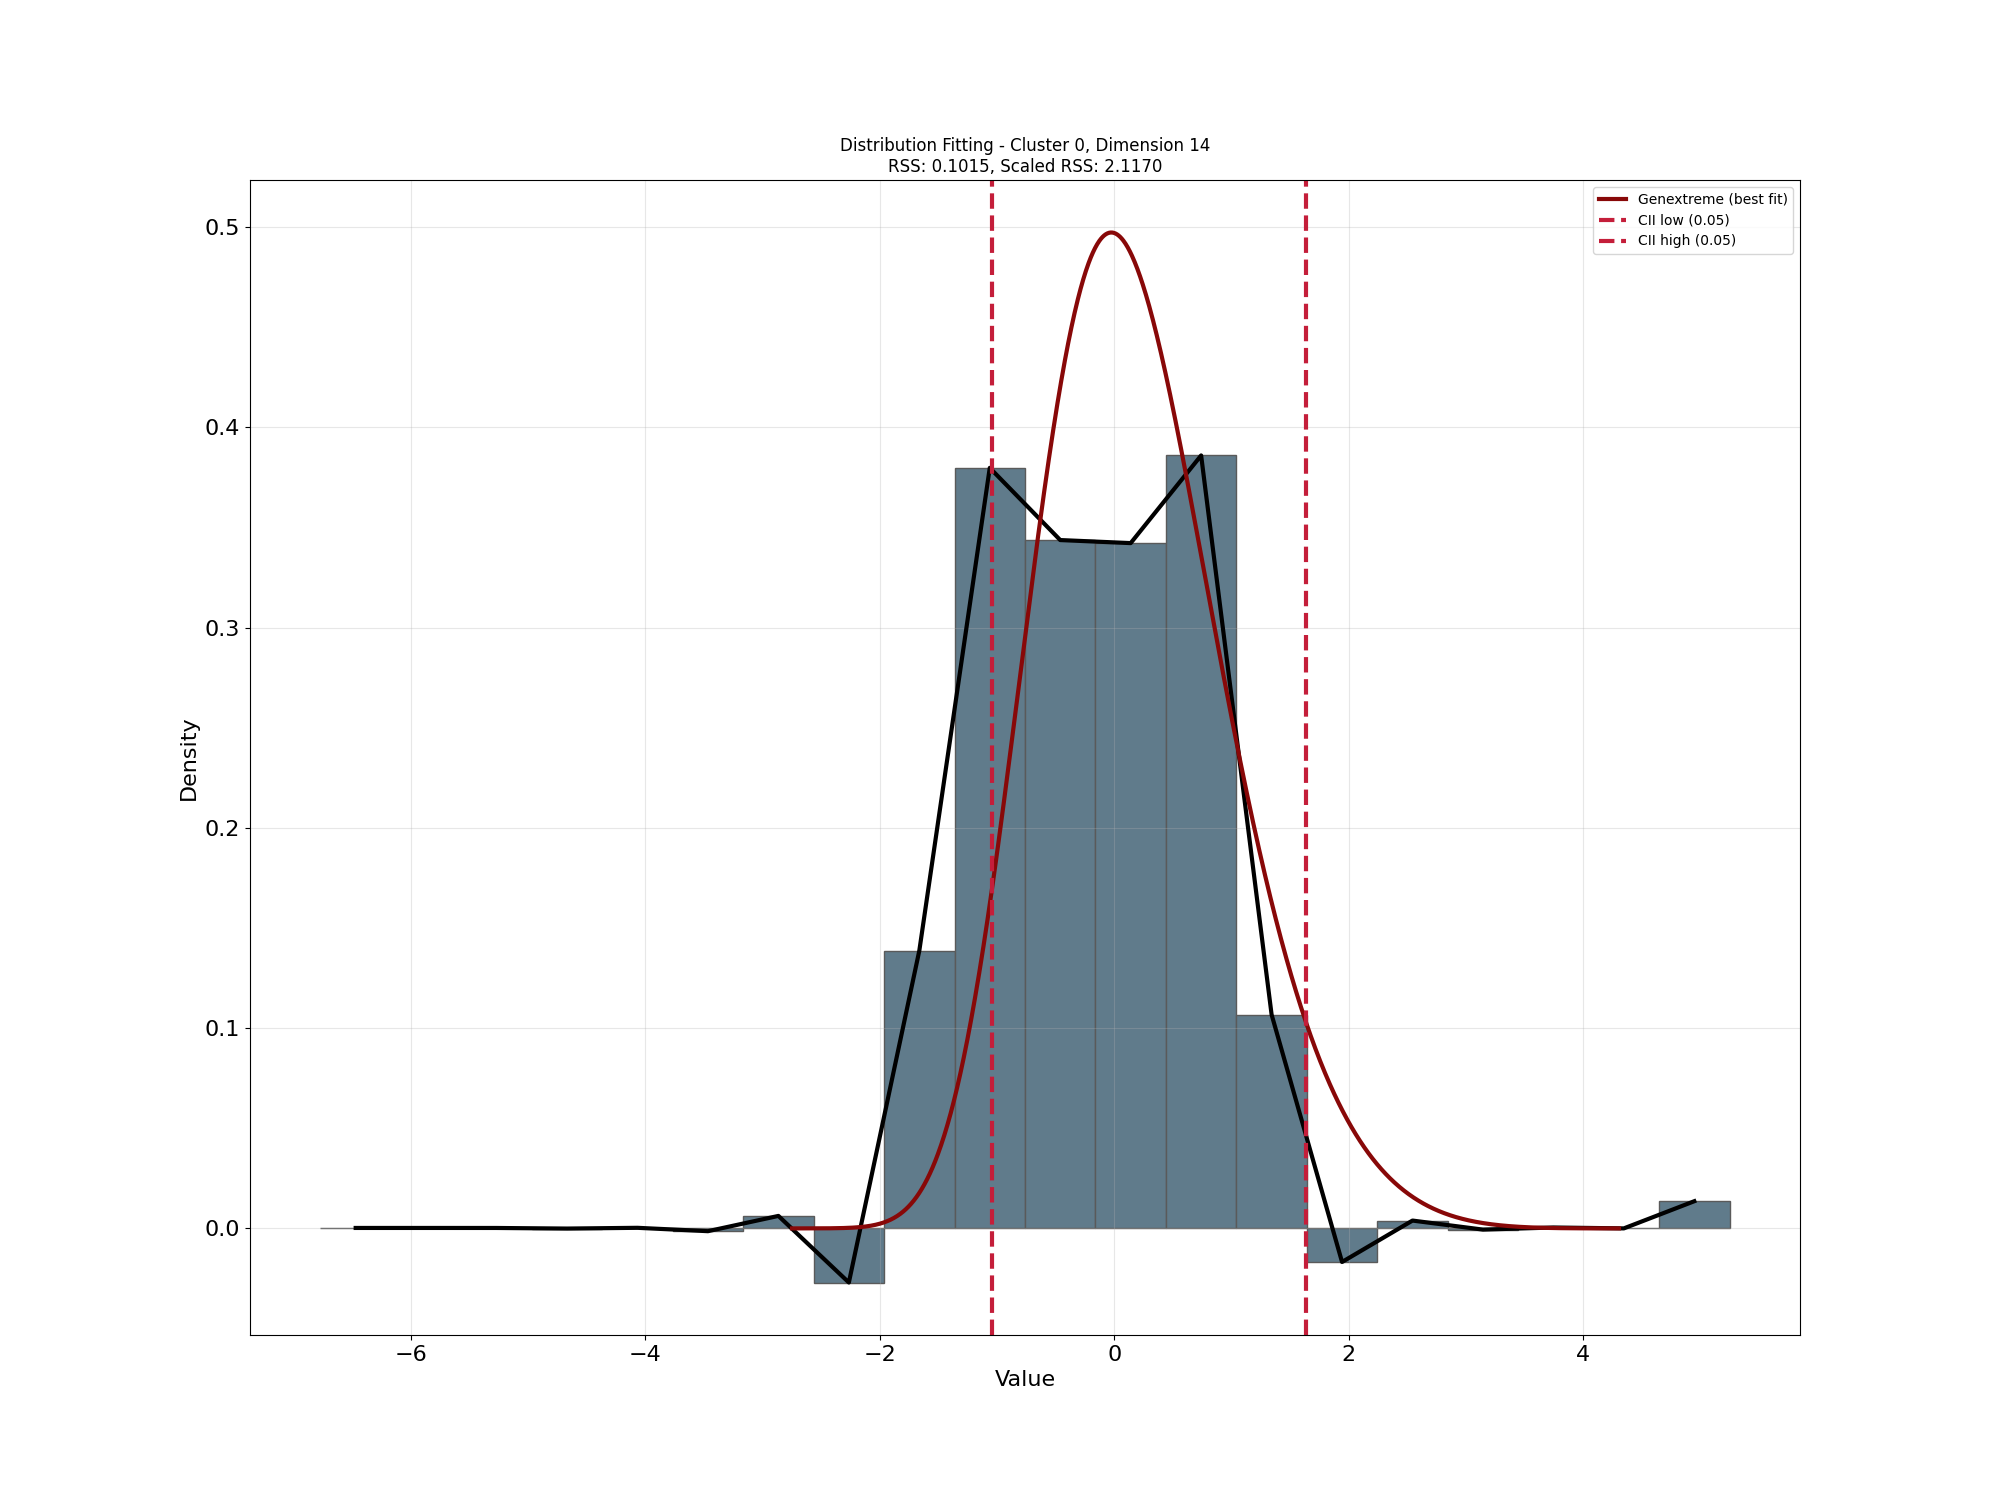 Distribution Fitting - Cluster 0, Dimension 14
RSS: 0.1015, Scaled RSS: 2.1170
Genextreme (best fit)
CII low (0.05)
CII high (0.05)
0.5
0.4
0.3
0.2
0.1
0.0
Density
−6 −4 −2 0 2 4
Value